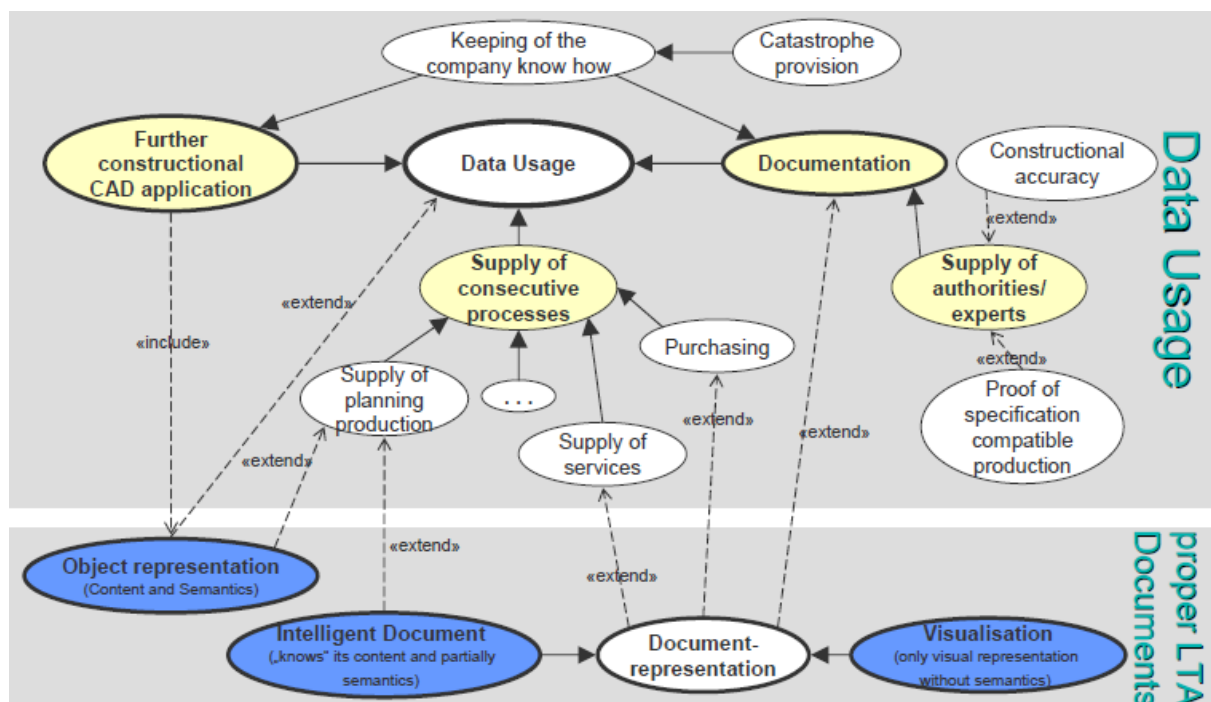 Keeping of the
company know how
Catastrophe
provision
Further
constructional
CAD application
Data Usage
Documentation
Constructional
accuracy
«extend»
Supply of
consecutive
processes
Supply of
authorities/
experts
«extend»
«include»
Purchasing
«extend»
Supply of
planning
production
. . .
Proof of
specification
compatible
production
«extend»
«extend»
Supply of
services
«extend»
Data Usage
«extend»
«extend»
Object representation
(Content and Semantics)
Intelligent Document
(„knows“ its content and partially
semantics)
Document-
representation
Visualisation
(only visual representation
without semantics)
proper LTA
Documents